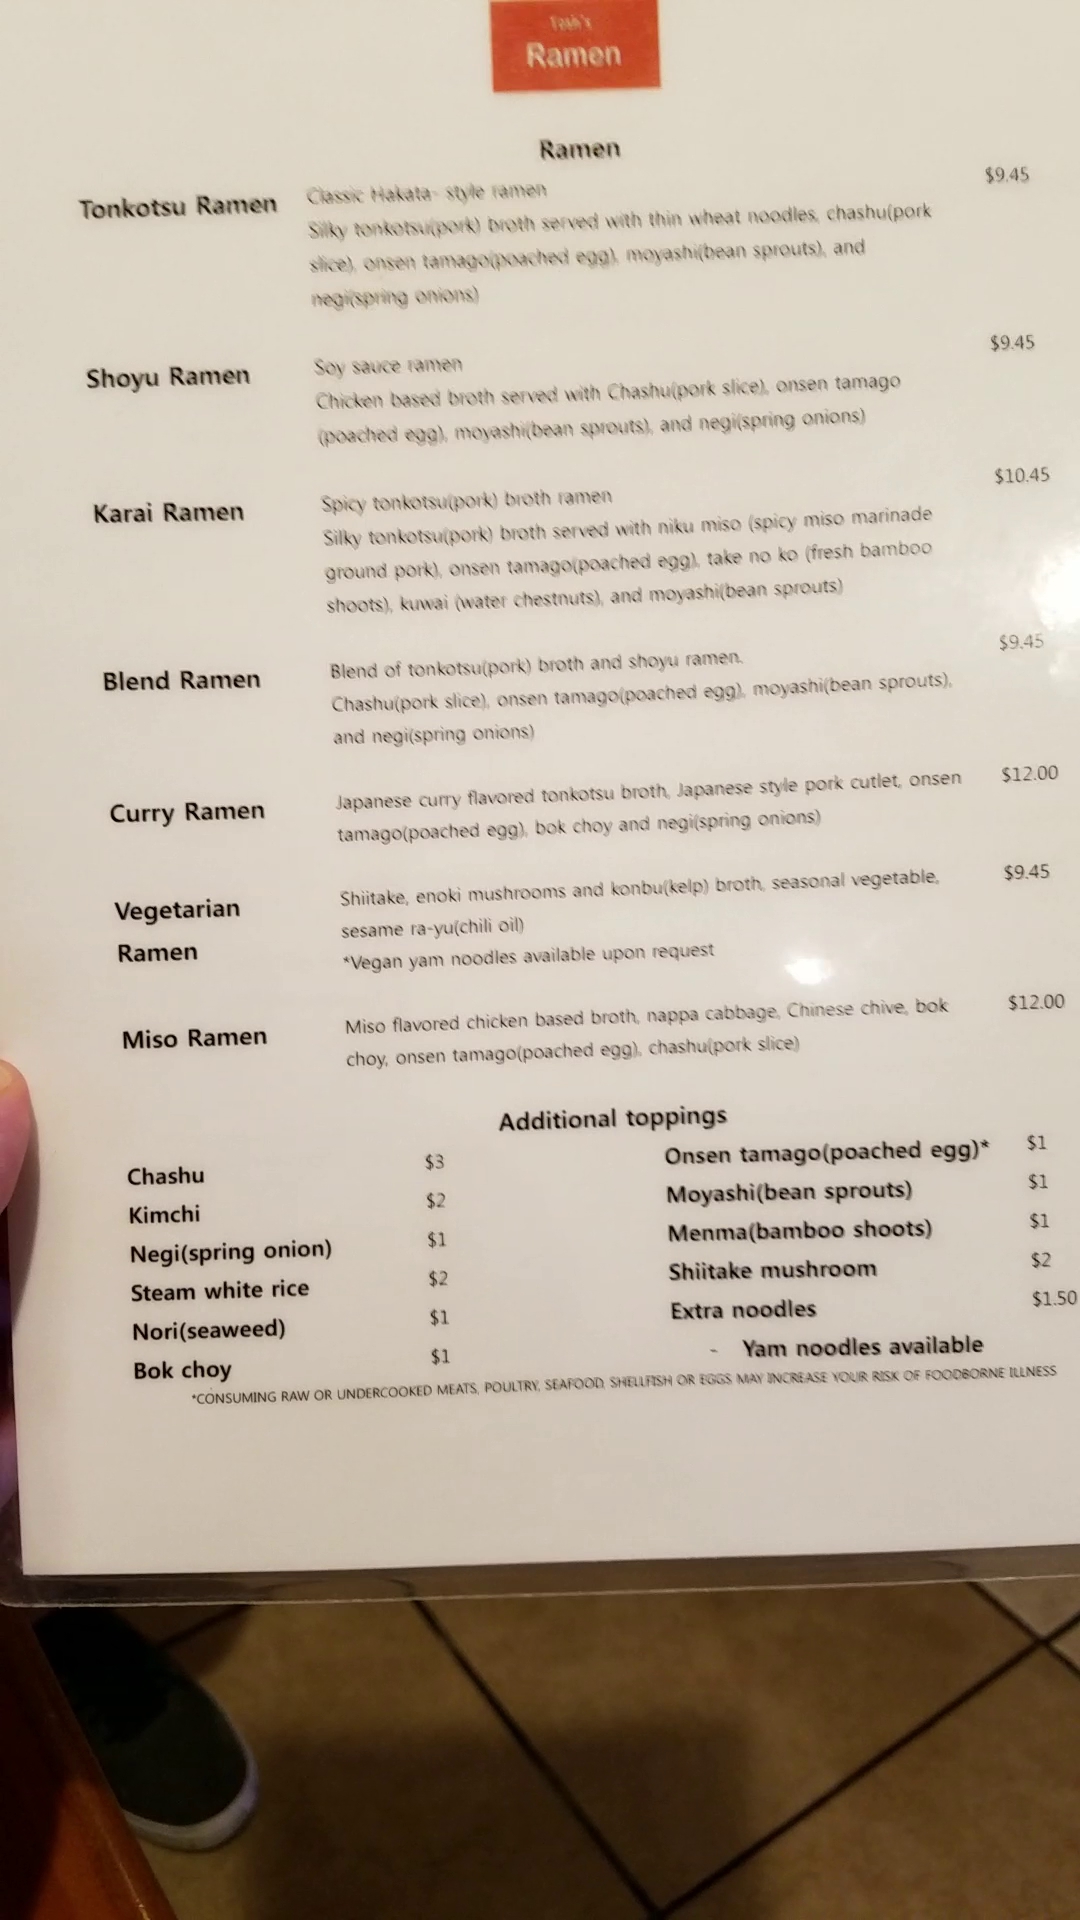 Tosh's
Ramen
Ramen
Tonkotsu Ramen Classic Hakata- style ramen $9.45
Silky tonkotsu(pork) broth served with thin wheat noodles, chashu(pork
slice), onsen tamago(poached egg), moyashi(bean sprouts), and
negi(spring onions)
Shoyu Ramen Soy sauce ramen $9.45
Chicken based broth served with Chashu(pork slice), onsen tamago
(poached egg), moyashi(bean sprouts), and negi(spring onions)
Karai Ramen Spicy tonkotsu(pork) broth ramen $10.45
Silky tonkotsu(pork) broth served with niku miso (spicy miso marinade
ground pork), onsen tamago(poached egg), take no ko (fresh bamboo
shoots), kuwai (water chestnuts), and moyashi(bean sprouts)
Blend Ramen Blend of tonkotsu(pork) broth and shoyu ramen. $9.45
Chashu(pork slice), onsen tamago(poached egg), moyashi(bean sprouts),
and negi(spring onions)
Curry Ramen Japanese curry flavored tonkotsu broth, Japanese style pork cutlet, onsen $12.00
tamago(poached egg), bok choy and negi(spring onions)
Vegetarian Shiitake, enoki mushrooms and konbu(kelp) broth, seasonal vegetable, $9.45
sesame ra-yu(chili oil)
Ramen *Vegan yam noodles available upon request
Miso Ramen Miso flavored chicken based broth, nappa cabbage, Chinese chive, bok $12.00
choy, onsen tamago(poached egg), chashu(pork slice)
Additional toppings
Chashu $3
Kimchi $2
Negi(spring onion) $1
Steam white rice $2
Nori(seaweed) $1
Bok choy $1
Onsen tamago(poached egg)* $1
Moyashi(bean sprouts) $1
Menma(bamboo shoots) $1
Shiitake mushroom $2
Extra noodles $1.50
- Yam noodles available
*CONSUMING RAW OR UNDERCOOKED MEATS, POULTRY, SEAFOOD, SHELLFISH OR EGGS MAY INCREASE YOUR RISK OF FOODBORNE ILLNESS